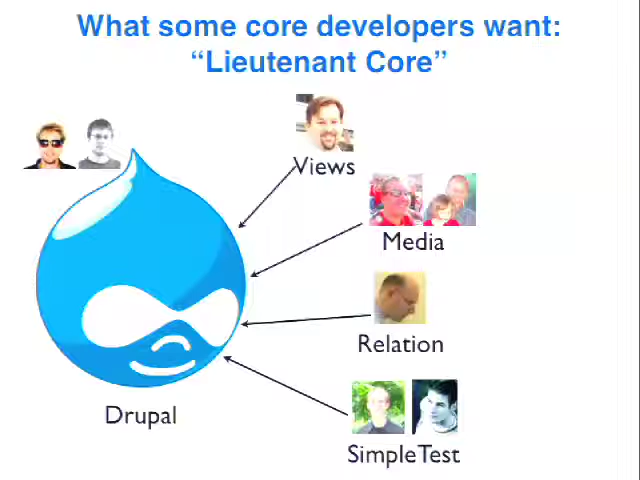 What some core developers want:
“Lieutenant Core”
Views
Media
Relation
SimpleTest
Drupal